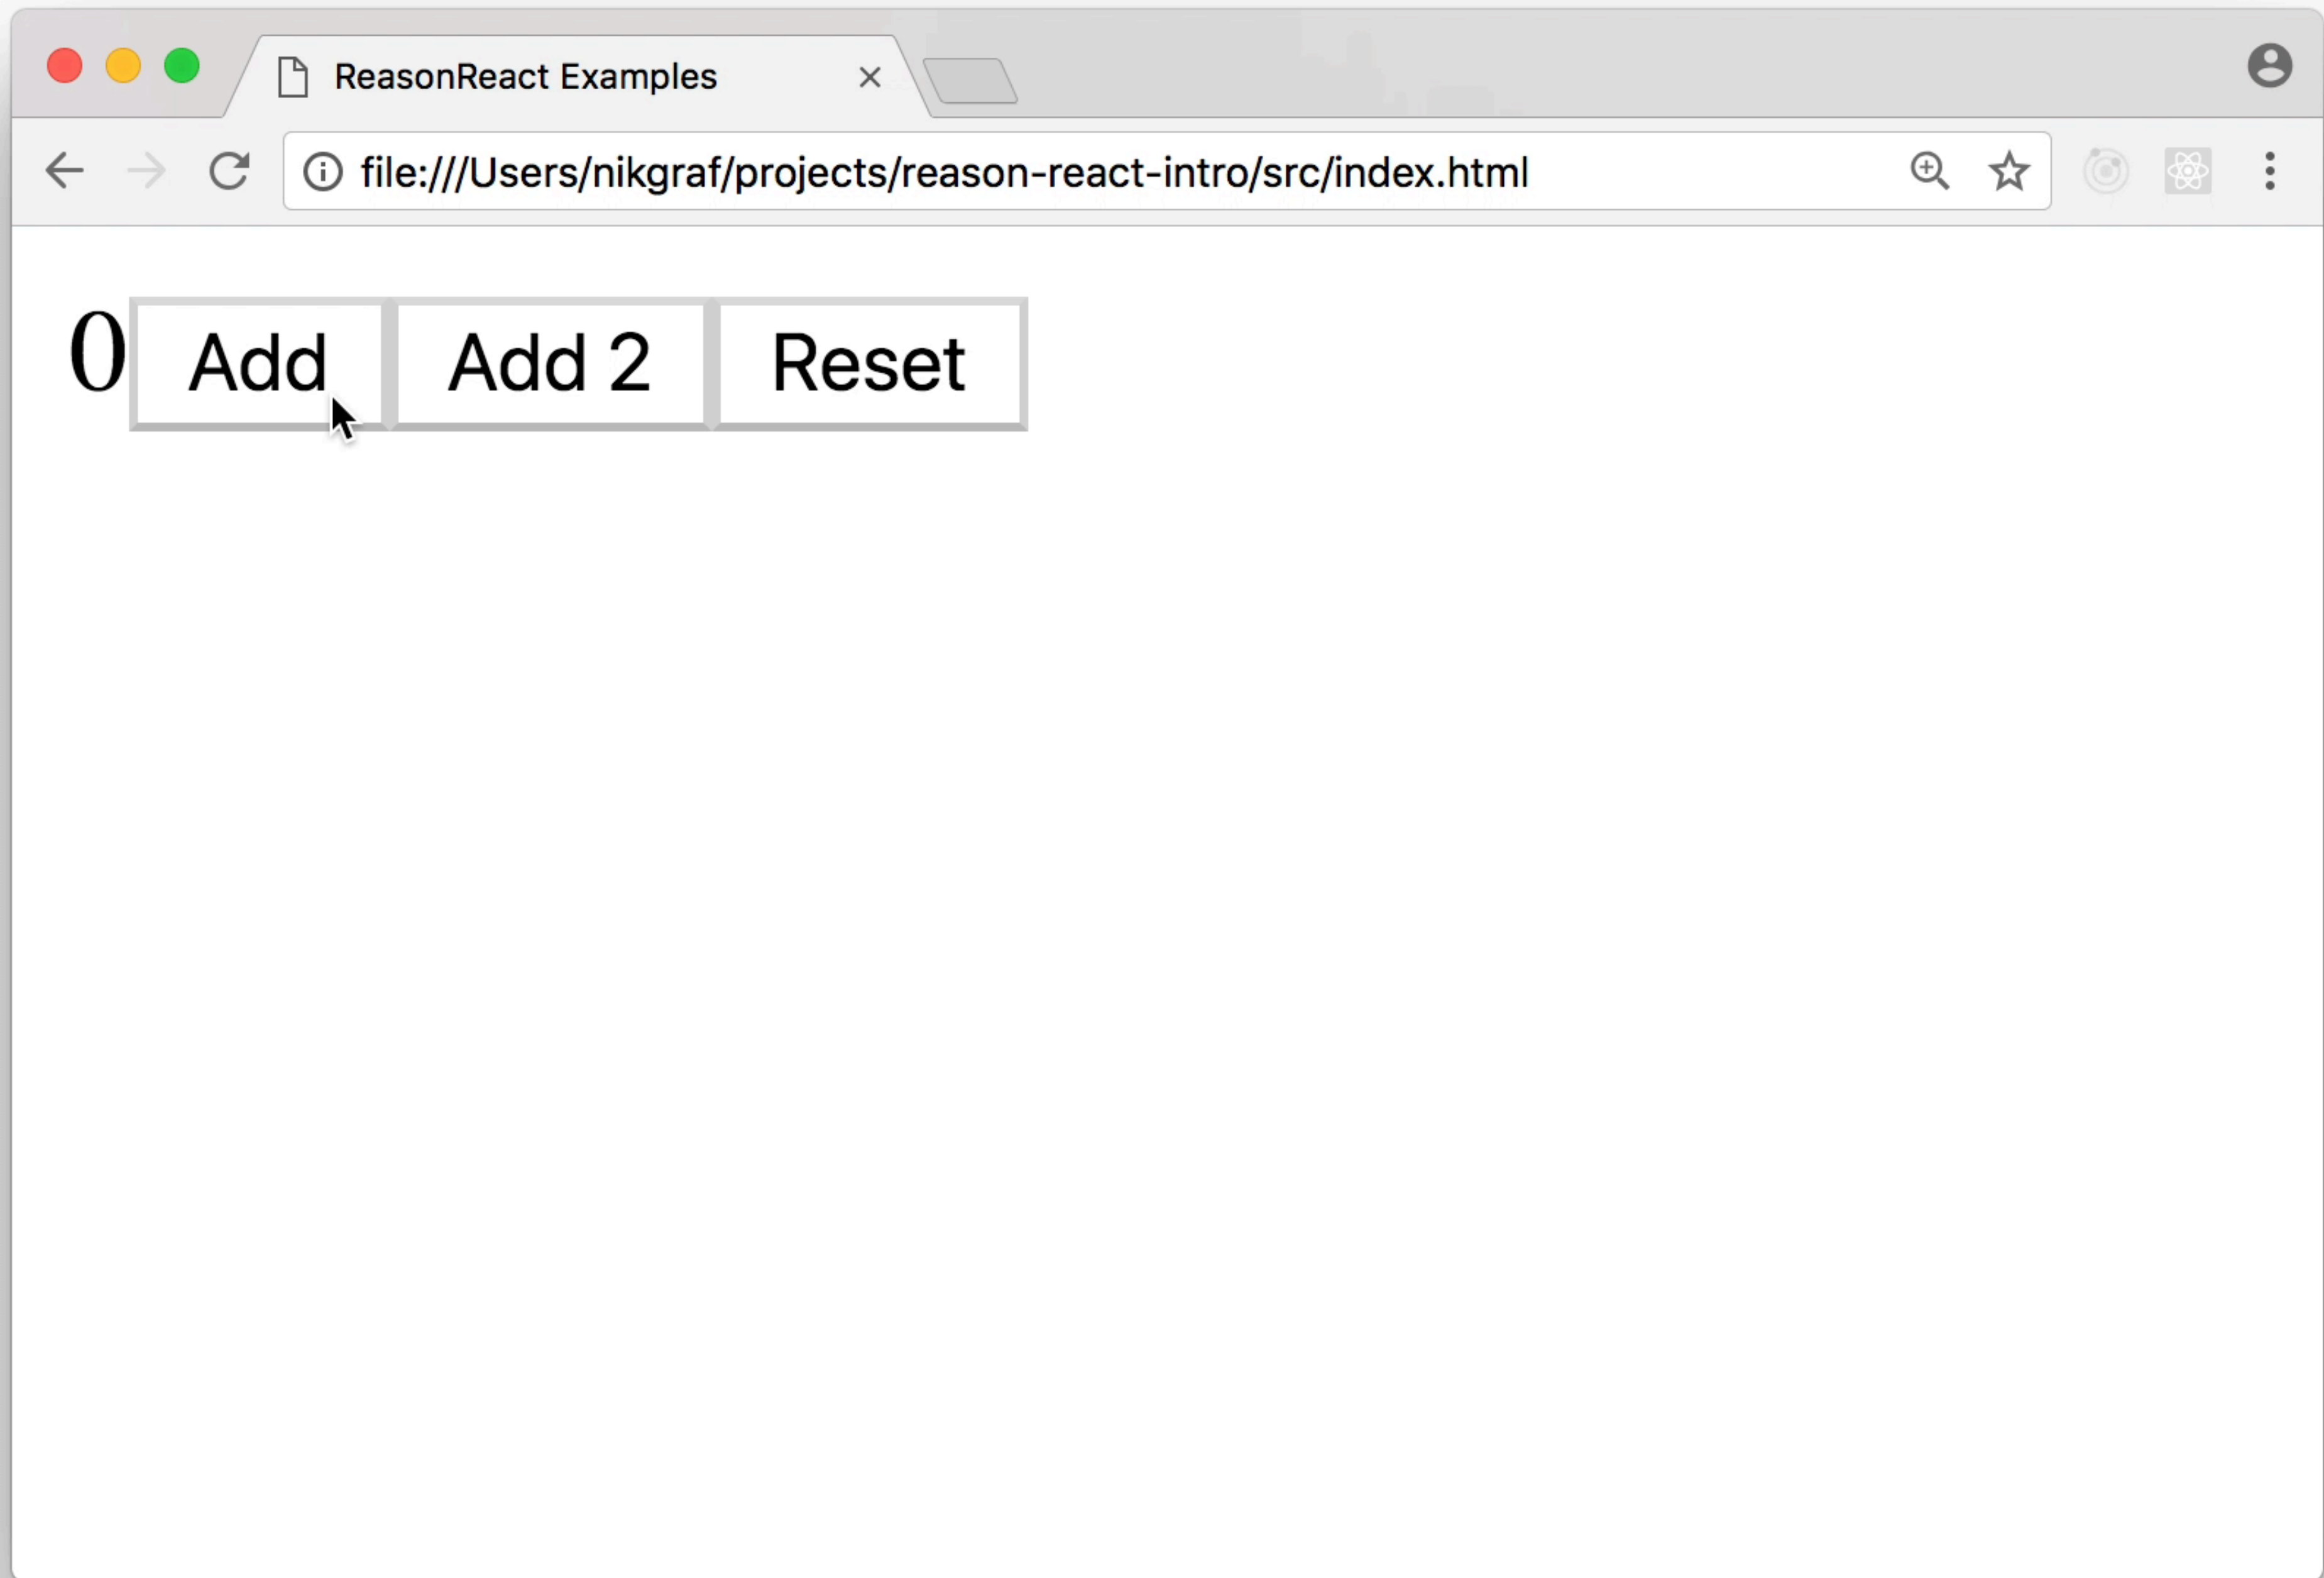 ReasonReact Examples
file:///Users/nikgraf/projects/reason-react-intro/src/index.html
0 Add Add 2 Reset